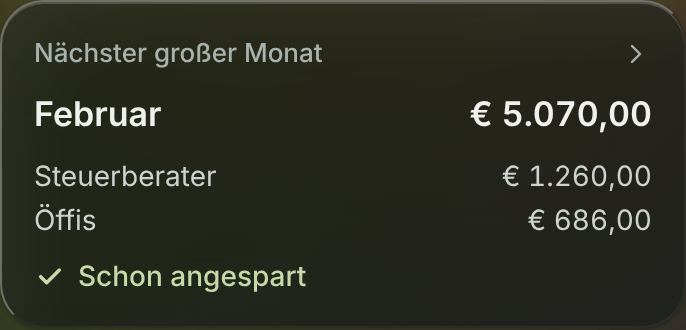 Nächster großer Monat
Februar € 5.070,00
Steuerberater € 1.260,00
Öffis € 686,00
Schon angespart